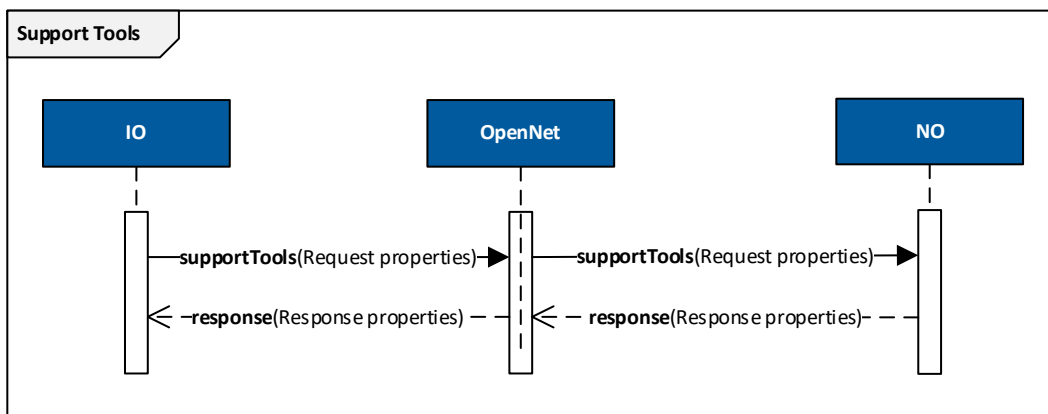 Support Tools
IO
OpenNet
NO
supportTools(Request properties)
supportTools(Request properties)
response(Response properties)
response(Response properties)